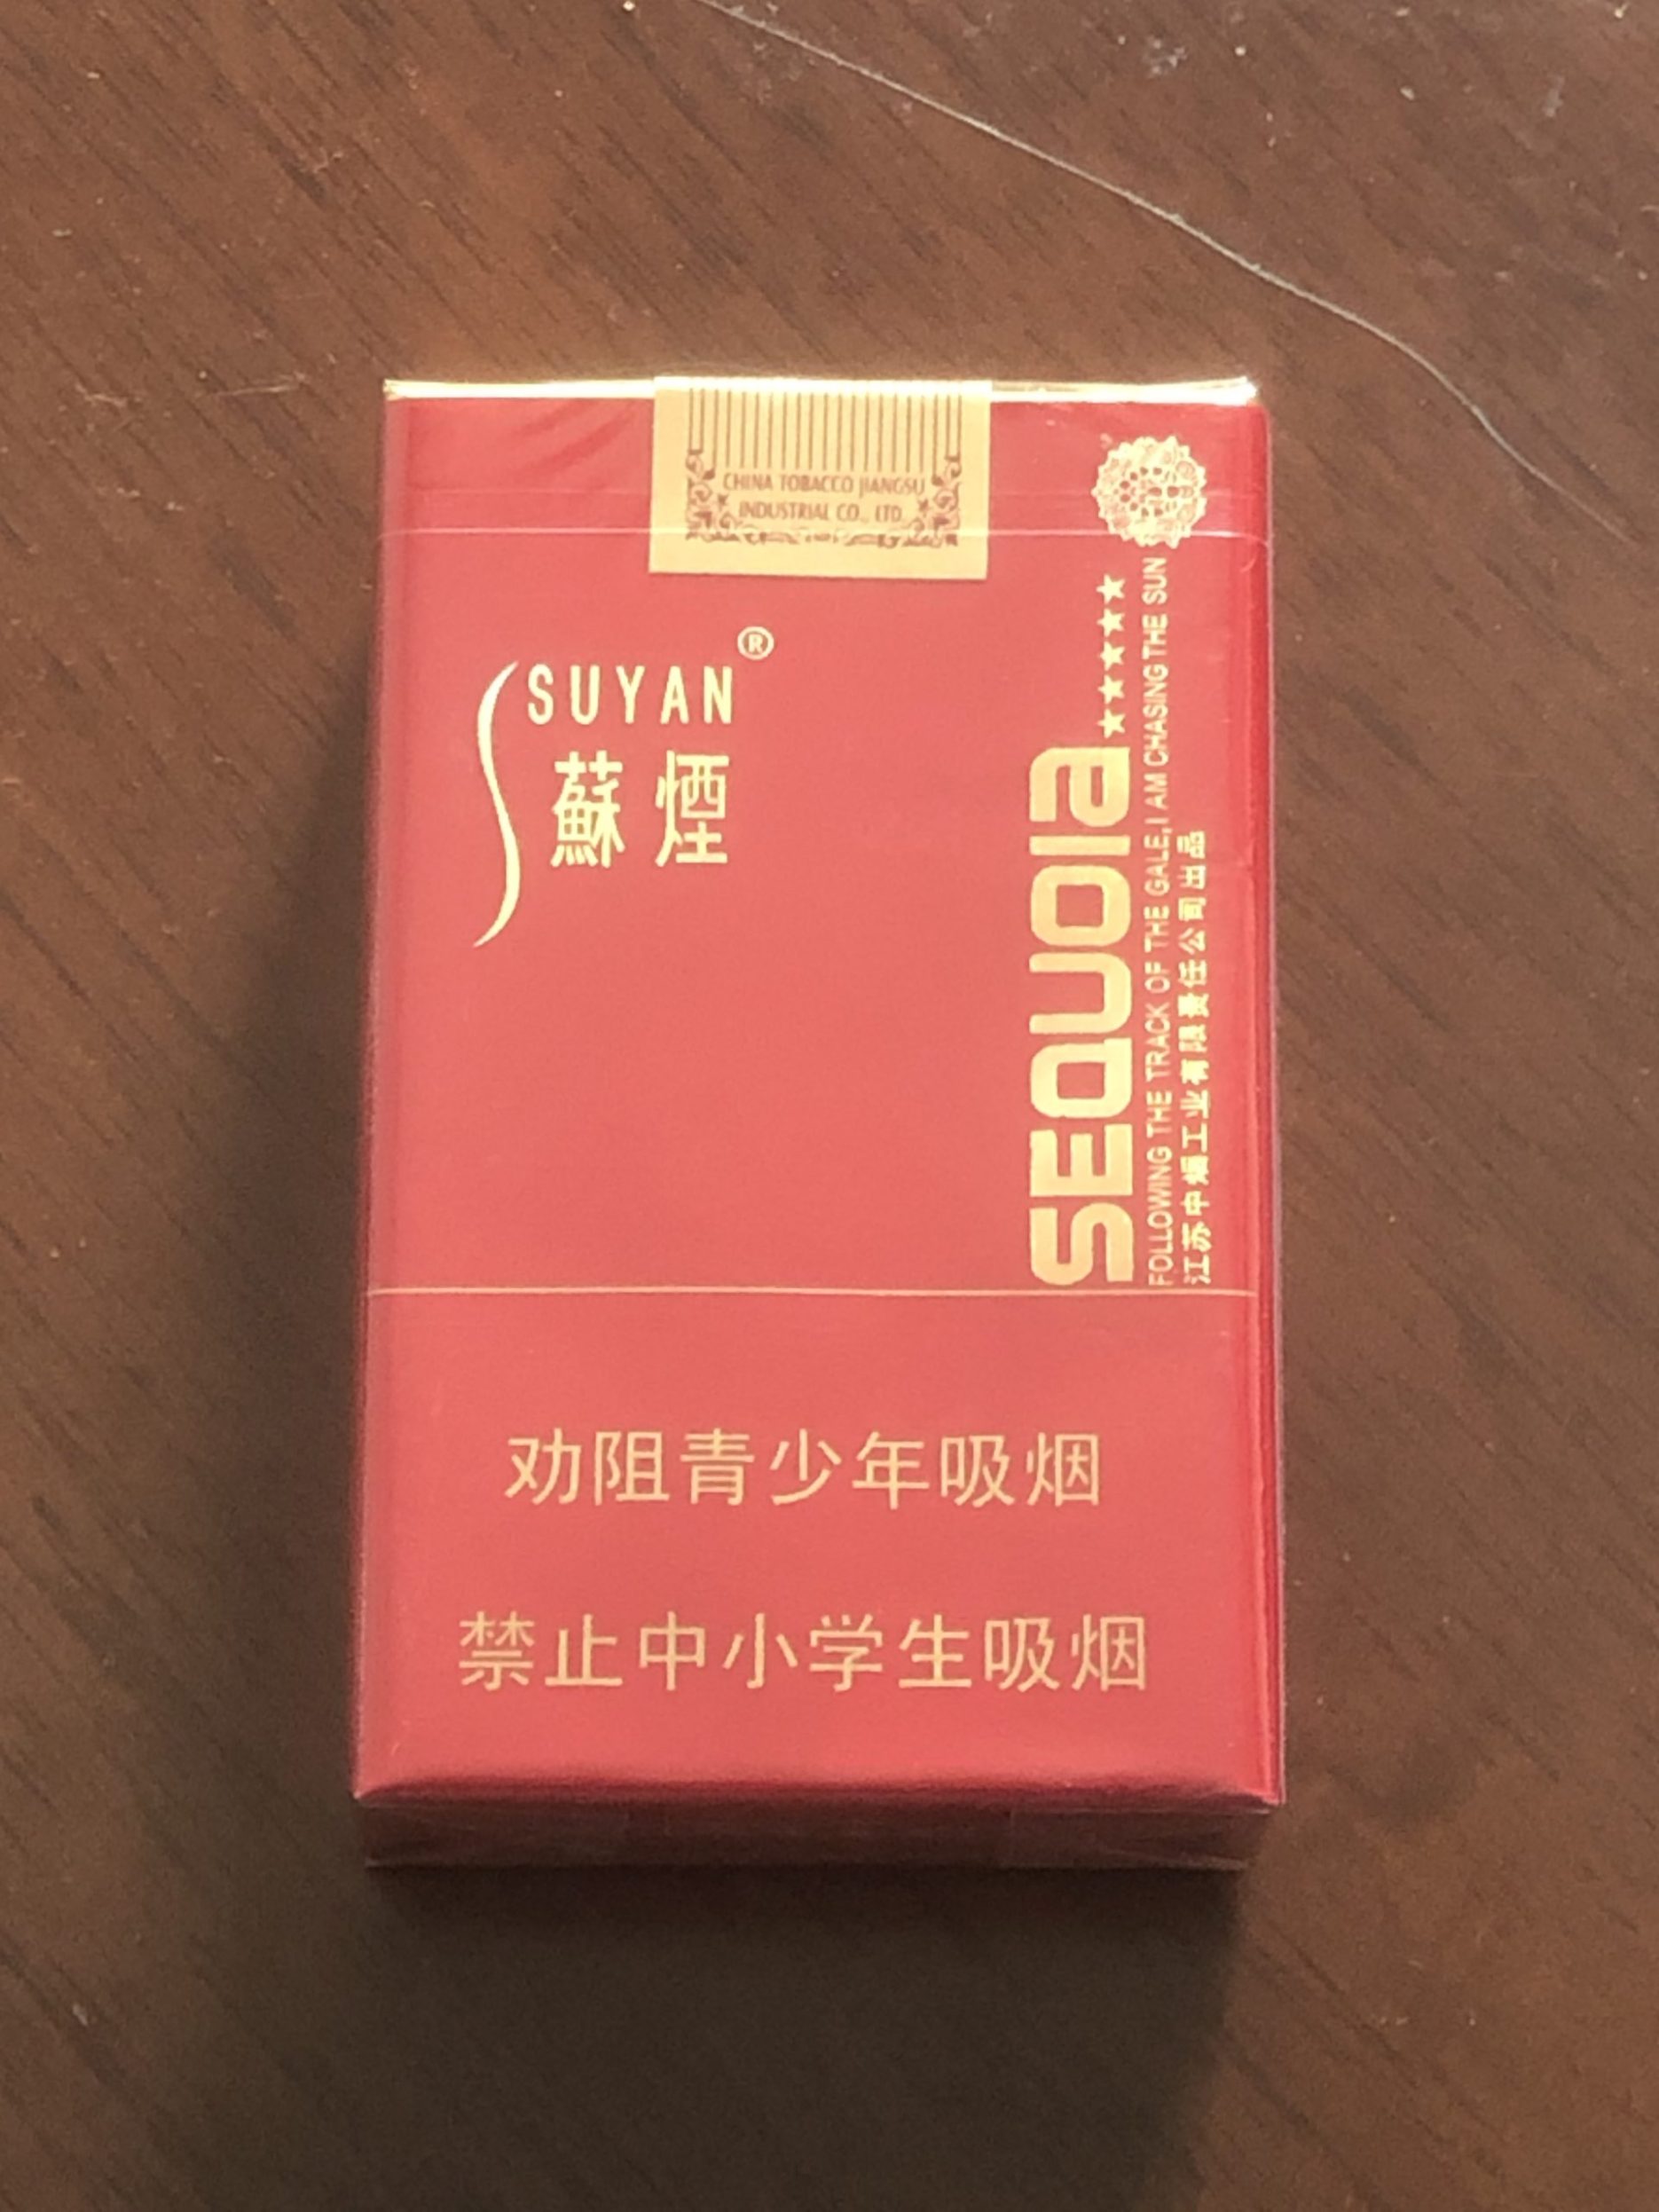 CHINA TOBACCO JIANGSU
INDUSTRIAL CO., LTD.
SUYAN®
蘇煙
SEQUOIA★★★★★
FOLLOWING THE TRACK OF THE GALE,I AM CHASING THE SUN
江苏中烟工业有限责任公司出品
劝阻青少年吸烟
禁止中小学生吸烟